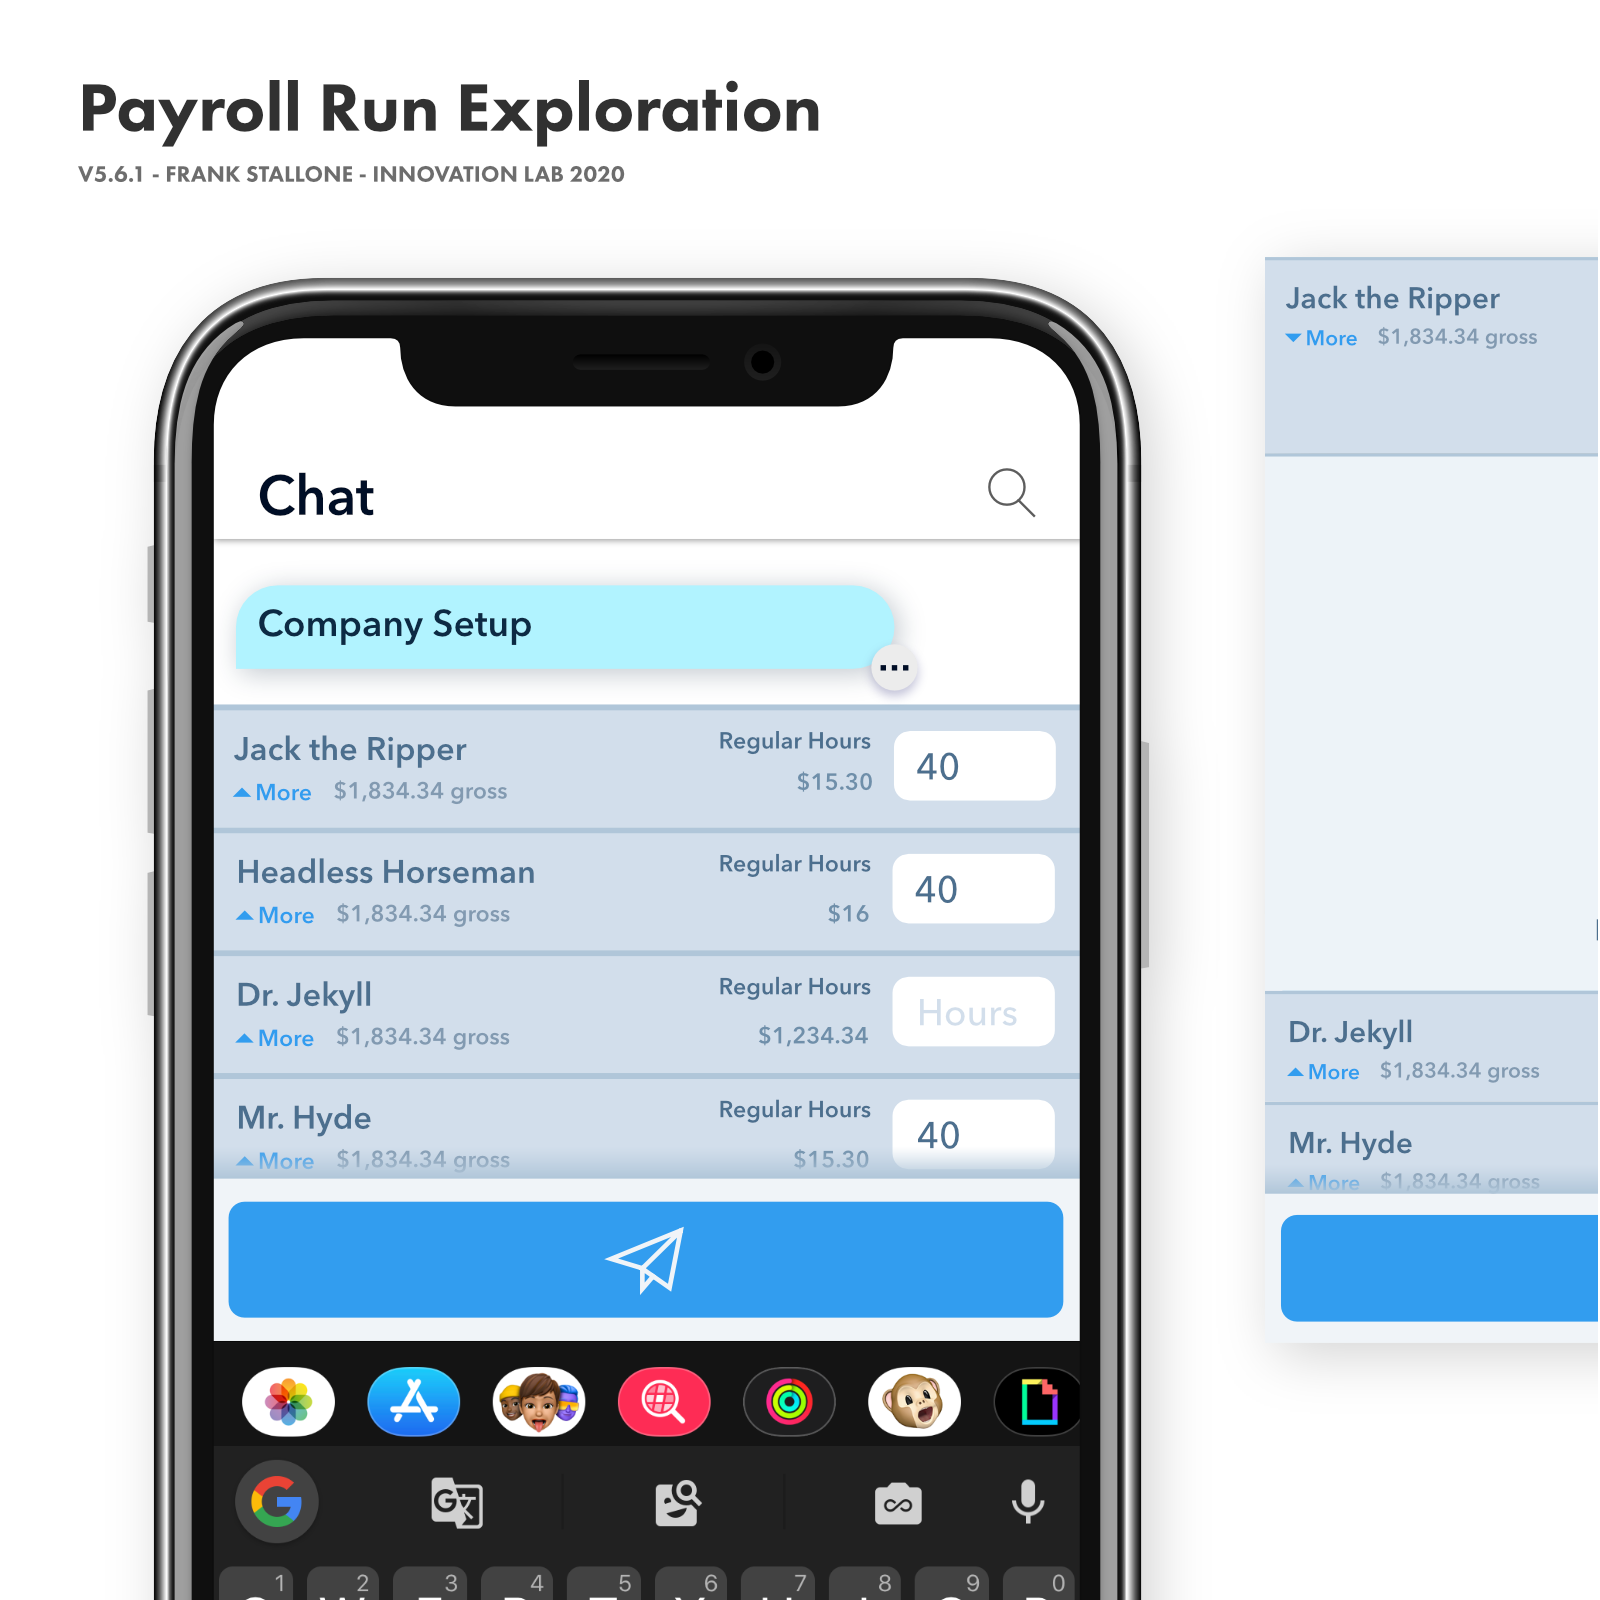 Payroll Run Exploration
V5.6.1 - FRANK STALLONE - INNOVATION LAB 2020
Chat
Company Setup
Jack the Ripper
More $1,834.34 gross
Regular Hours
$15.30
40
Headless Horseman
More $1,834.34 gross
Regular Hours
$16
40
Dr. Jekyll
More $1,834.34 gross
Regular Hours
$1,234.34
Hours
Mr. Hyde
More $1,834.34 gross
Regular Hours
$15.30
40
1 2 3 4 5 6 7 8 9 0
Jack the Ripper
More $1,834.34 gross
Dr. Jekyll
More $1,834.34 gross
Mr. Hyde
More $1,834.34 gross